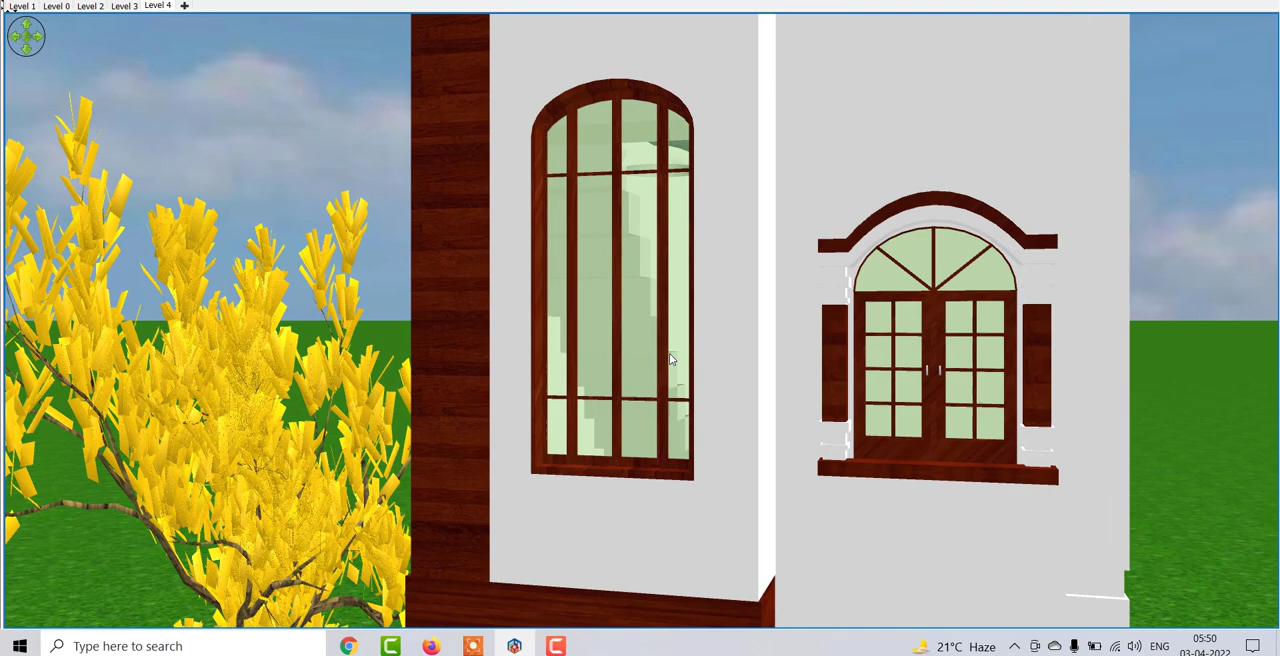 Level 1 Level 0 Level 2 Level 3 Level 4
Type here to search
21°C Haze
ENG
05:50
03-04-2022